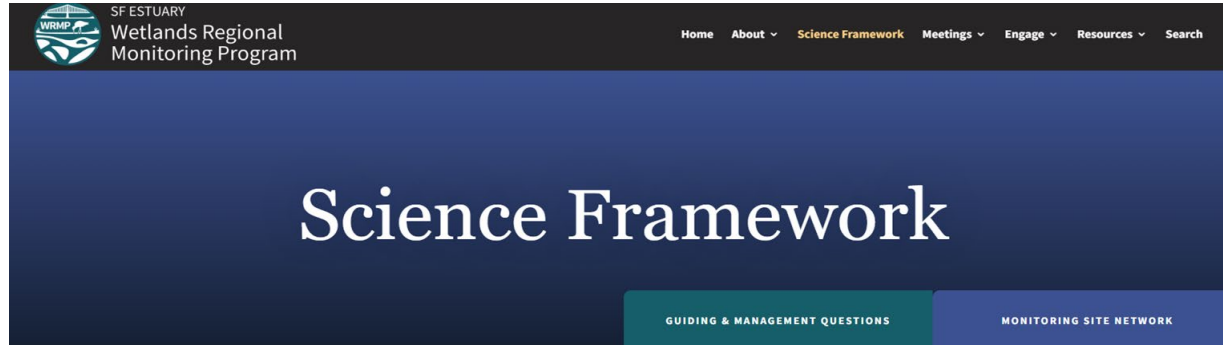 WRMP
SF ESTUARY
Wetlands Regional
Monitoring Program
Home About Science Framework Meetings Engage Resources Search
Science Framework
GUIDING & MANAGEMENT QUESTIONS MONITORING SITE NETWORK